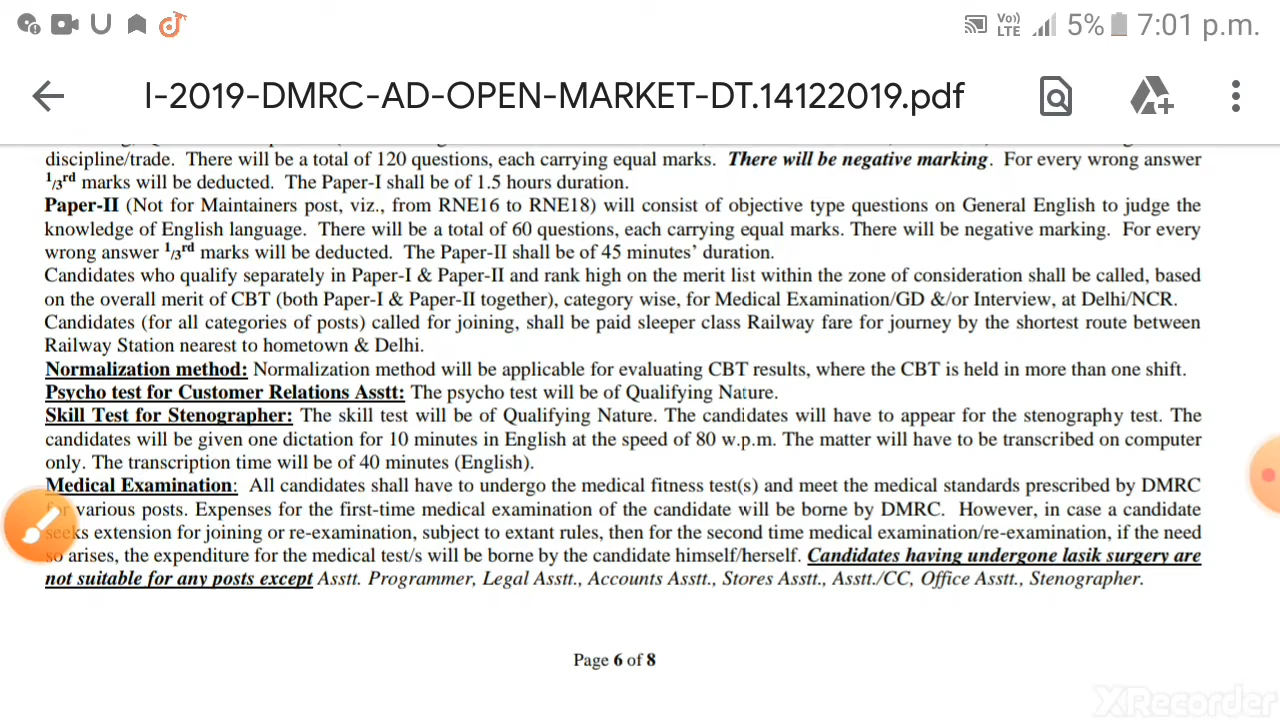 Vo)) LTE 5% 7:01 p.m.
I-2019-DMRC-AD-OPEN-MARKET-DT.14122019.pdf
discipline/trade. There will be a total of 120 questions, each carrying equal marks. There will be negative marking. For every wrong answer
1/3rd marks will be deducted. The Paper-I shall be of 1.5 hours duration.
Paper-II (Not for Maintainers post, viz., from RNE16 to RNE18) will consist of objective type questions on General English to judge the
knowledge of English language. There will be a total of 60 questions, each carrying equal marks. There will be negative marking. For every
wrong answer 1/3rd marks will be deducted. The Paper-II shall be of 45 minutes' duration.
Candidates who qualify separately in Paper-I & Paper-II and rank high on the merit list within the zone of consideration shall be called, based
on the overall merit of CBT (both Paper-I & Paper-II together), category wise, for Medical Examination/GD &/or Interview, at Delhi/NCR.
Candidates (for all categories of posts) called for joining, shall be paid sleeper class Railway fare for journey by the shortest route between
Railway Station nearest to hometown & Delhi.
Normalization method: Normalization method will be applicable for evaluating CBT results, where the CBT is held in more than one shift.
Psycho test for Customer Relations Asstt: The psycho test will be of Qualifying Nature.
Skill Test for Stenographer: The skill test will be of Qualifying Nature. The candidates will have to appear for the stenography test. The
candidates will be given one dictation for 10 minutes in English at the speed of 80 w.p.m. The matter will have to be transcribed on computer
only. The transcription time will be of 40 minutes (English).
Medical Examination: All candidates shall have to undergo the medical fitness test(s) and meet the medical standards prescribed by DMRC
for various posts. Expenses for the first-time medical examination of the candidate will be borne by DMRC. However, in case a candidate
seeks extension for joining or re-examination, subject to extant rules, then for the second time medical examination/re-examination, if the need
so arises, the expenditure for the medical test/s will be borne by the candidate himself/herself. Candidates having undergone lasik surgery are
not suitable for any posts except Asstt. Programmer, Legal Asstt., Accounts Asstt., Stores Asstt., Asstt./CC, Office Asstt., Stenographer.
Page 6 of 8
XRecorder